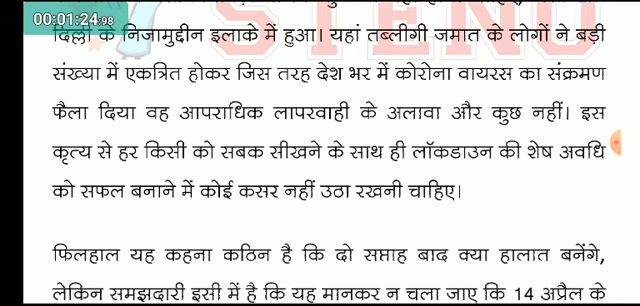 00:01:24:98
STENO
दिल्ली के निजामुद्दीन इलाके में हुआ। यहां तब्लीगी जमात के लोगों ने बड़ी
संख्या में एकत्रित होकर जिस तरह देश भर में कोरोना वायरस का संक्रमण
फैला दिया वह आपराधिक लापरवाही के अलावा और कुछ नहीं। इस
कृत्य से हर किसी को सबक सीखने के साथ ही लॉकडाउन की शेष अवधि
को सफल बनाने में कोई कसर नहीं उठा रखनी चाहिए।
फिलहाल यह कहना कठिन है कि दो सप्ताह बाद क्या हालात बनेंगे,
लेकिन समझदारी इसी में है कि यह मानकर न चला जाए कि 14 अप्रैल के